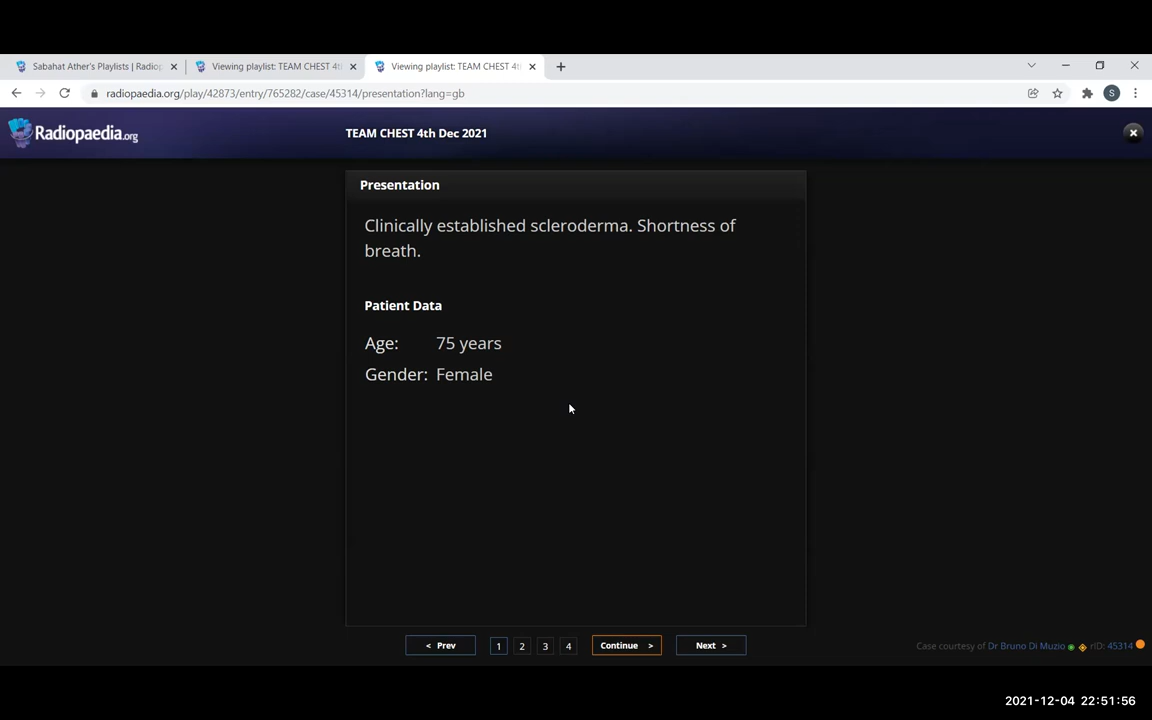 Sabahat Ather's Playlists | Radiop
Viewing playlist: TEAM CHEST 4t
Viewing playlist: TEAM CHEST 4t
radiopaedia.org/play/42873/entry/765282/case/45314/presentation?lang=gb
S
Radiopaedia.org
TEAM CHEST 4th Dec 2021
Presentation
Clinically established scleroderma. Shortness of
breath.
Patient Data
Age: 75 years
Gender: Female
< Prev 1 2 3 4 Continue > Next >
Case courtesy of Dr Bruno Di Muzio rID: 45314
2021-12-04 22:51:56